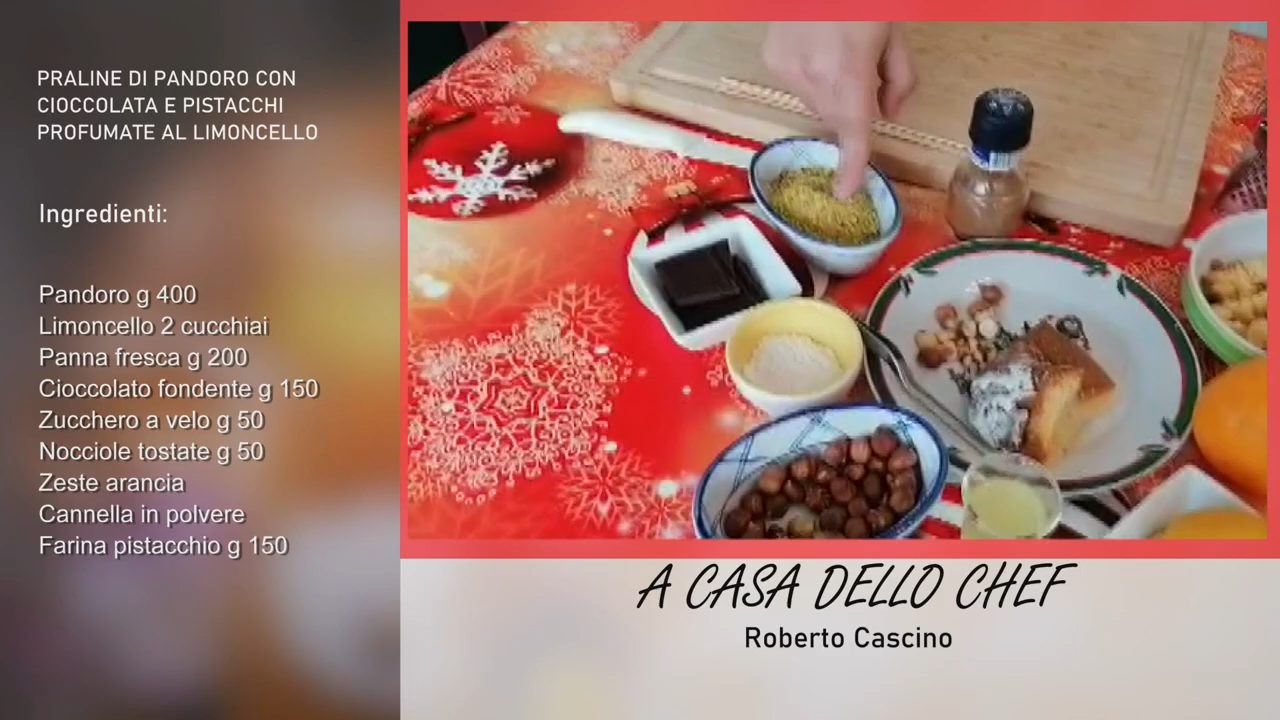 PRALINE DI PANDORO CON
CIOCCOLATA E PISTACCHI
PROFUMATE AL LIMONCELLO
Ingredienti:
Pandoro g 400
Limoncello 2 cucchiai
Panna fresca g 200
Cioccolato fondente g 150
Zucchero a velo g 50
Nocciole tostate g 50
Zeste arancia
Cannella in polvere
Farina pistacchio g 150
A CASA DELLO CHEF
Roberto Cascino